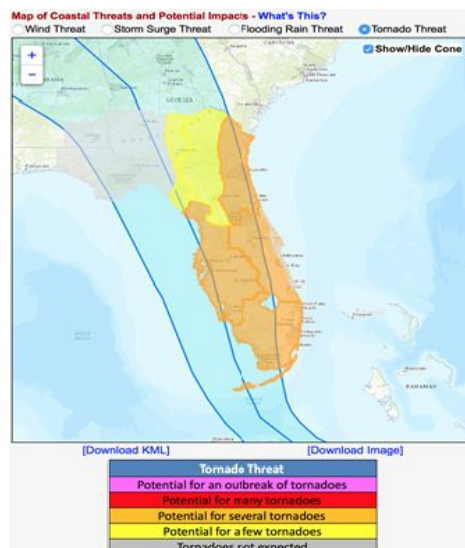 Map of Coastal Threats and Potential Impacts - What's This?
Wind Threat Storm Surge Threat Flooding Rain Threat Tornado Threat
+
Show/Hide Cone
−
GEORGIA
BAHAMAS
[Download KML] [Download Image]
Tornado Threat
Potential for an outbreak of tornadoes
Potential for many tornadoes
Potential for several tornadoes
Potential for a few tornadoes
Tornadoes not expected